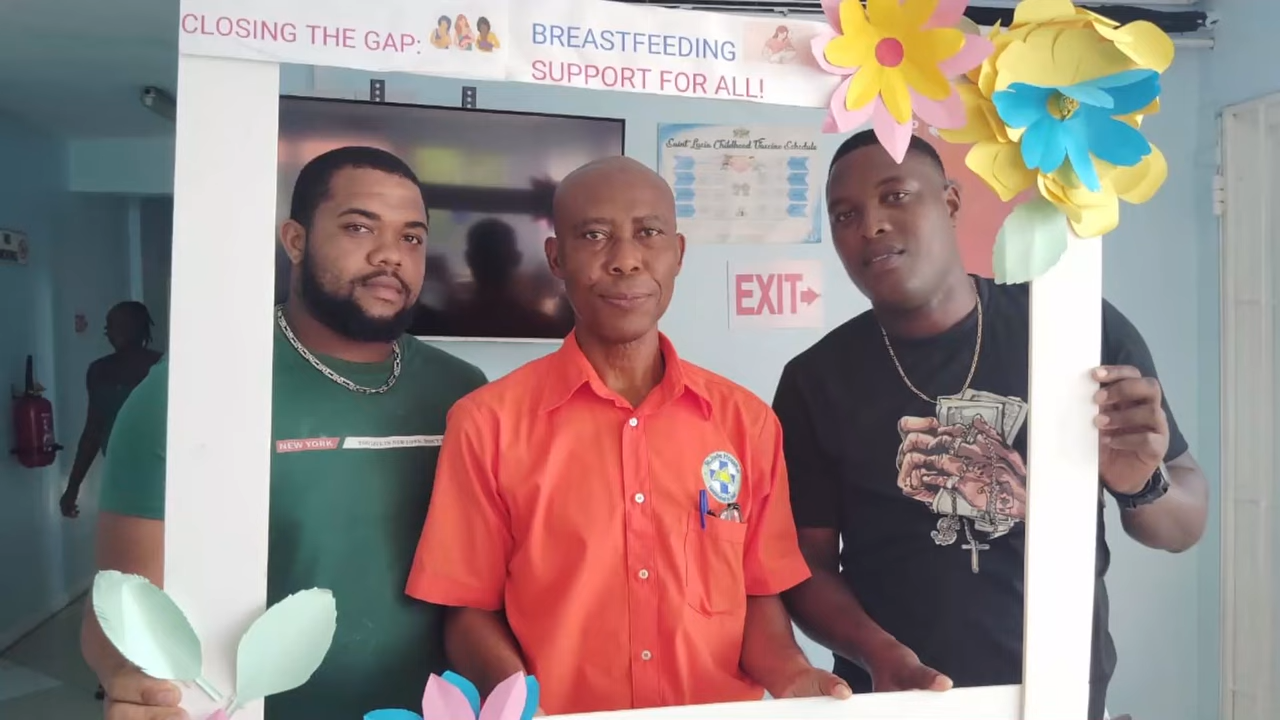 CLOSING THE GAP:
BREASTFEEDING
SUPPORT FOR ALL!
Saint Lucia Childhood Vaccine Schedule
EXIT
NEW YORK